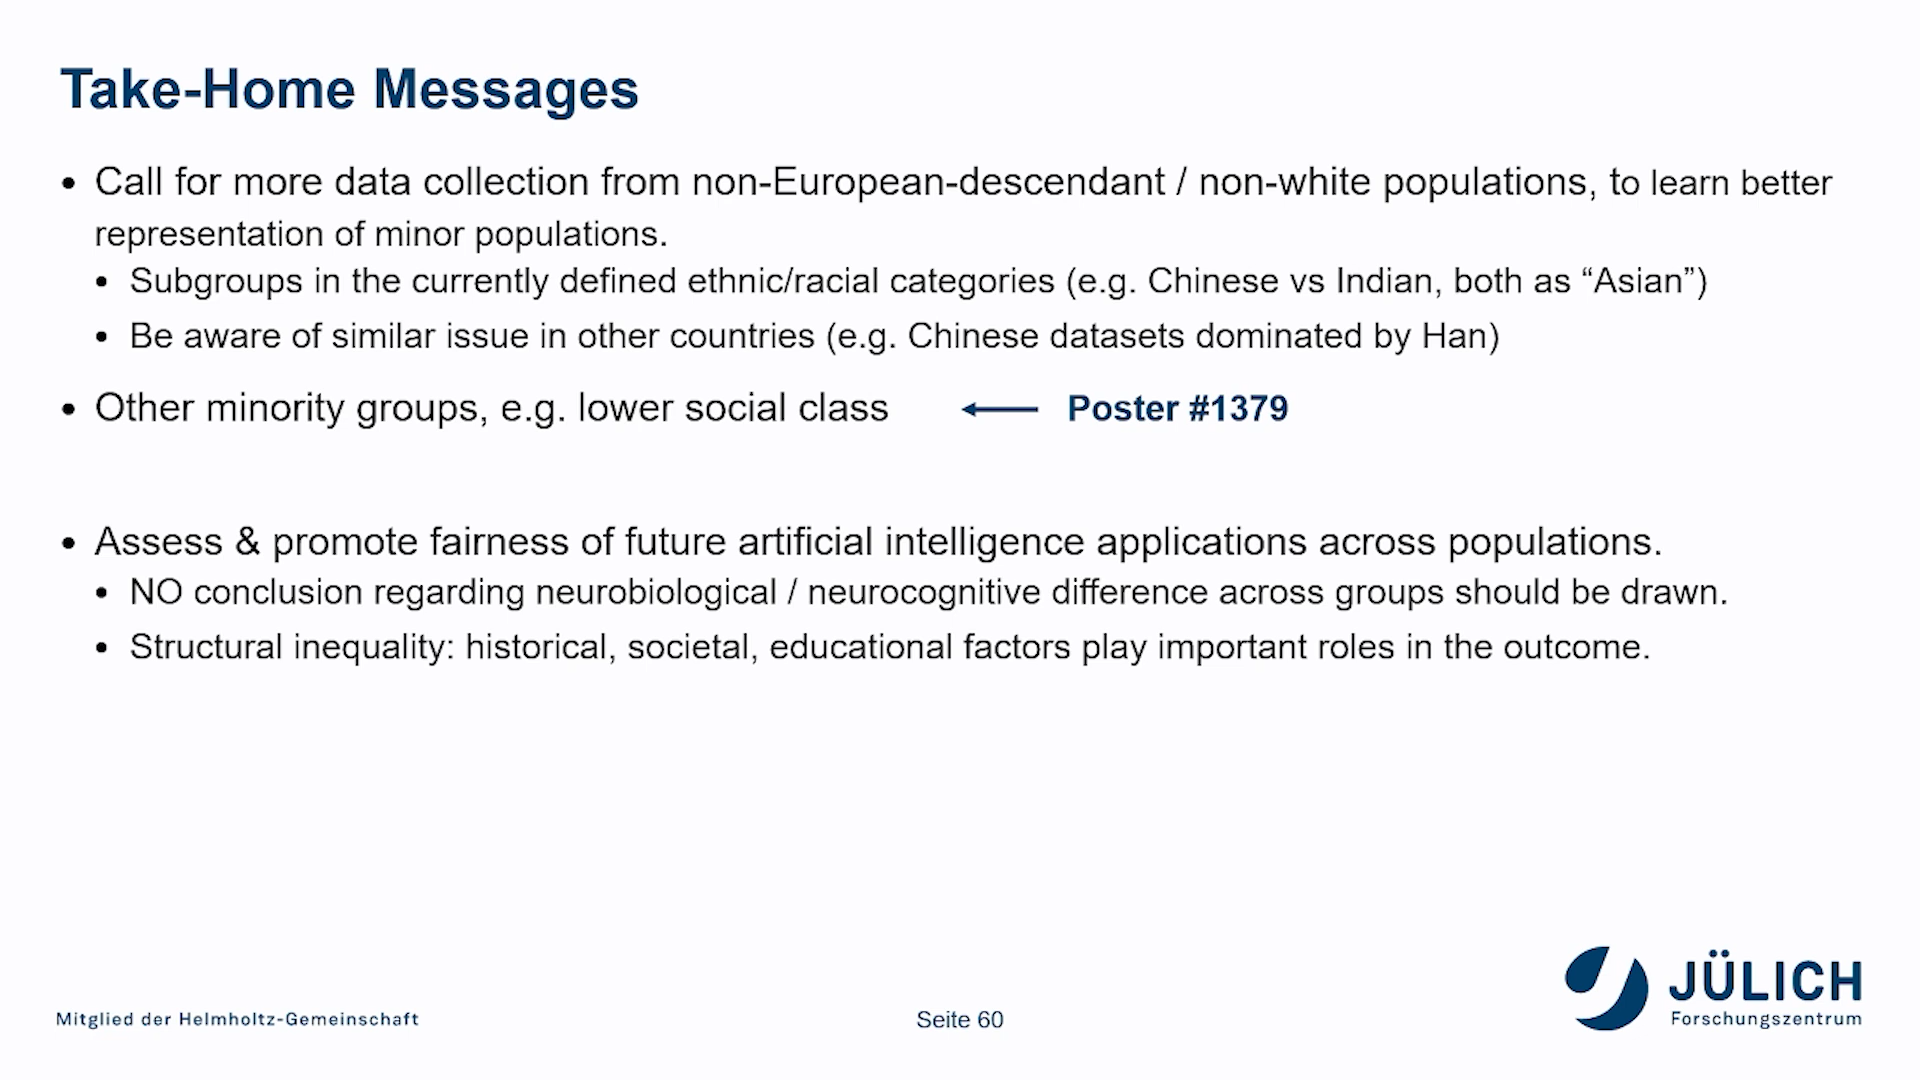 Take-Home Messages
• Call for more data collection from non-European-descendant / non-white populations, to learn better
representation of minor populations.
• Subgroups in the currently defined ethnic/racial categories (e.g. Chinese vs Indian, both as “Asian”)
• Be aware of similar issue in other countries (e.g. Chinese datasets dominated by Han)
• Other minority groups, e.g. lower social class
Poster #1379
• Assess & promote fairness of future artificial intelligence applications across populations.
• NO conclusion regarding neurobiological / neurocognitive difference across groups should be drawn.
• Structural inequality: historical, societal, educational factors play important roles in the outcome.
Mitglied der Helmholtz-Gemeinschaft
Seite 60
JÜLICH
Forschungszentrum